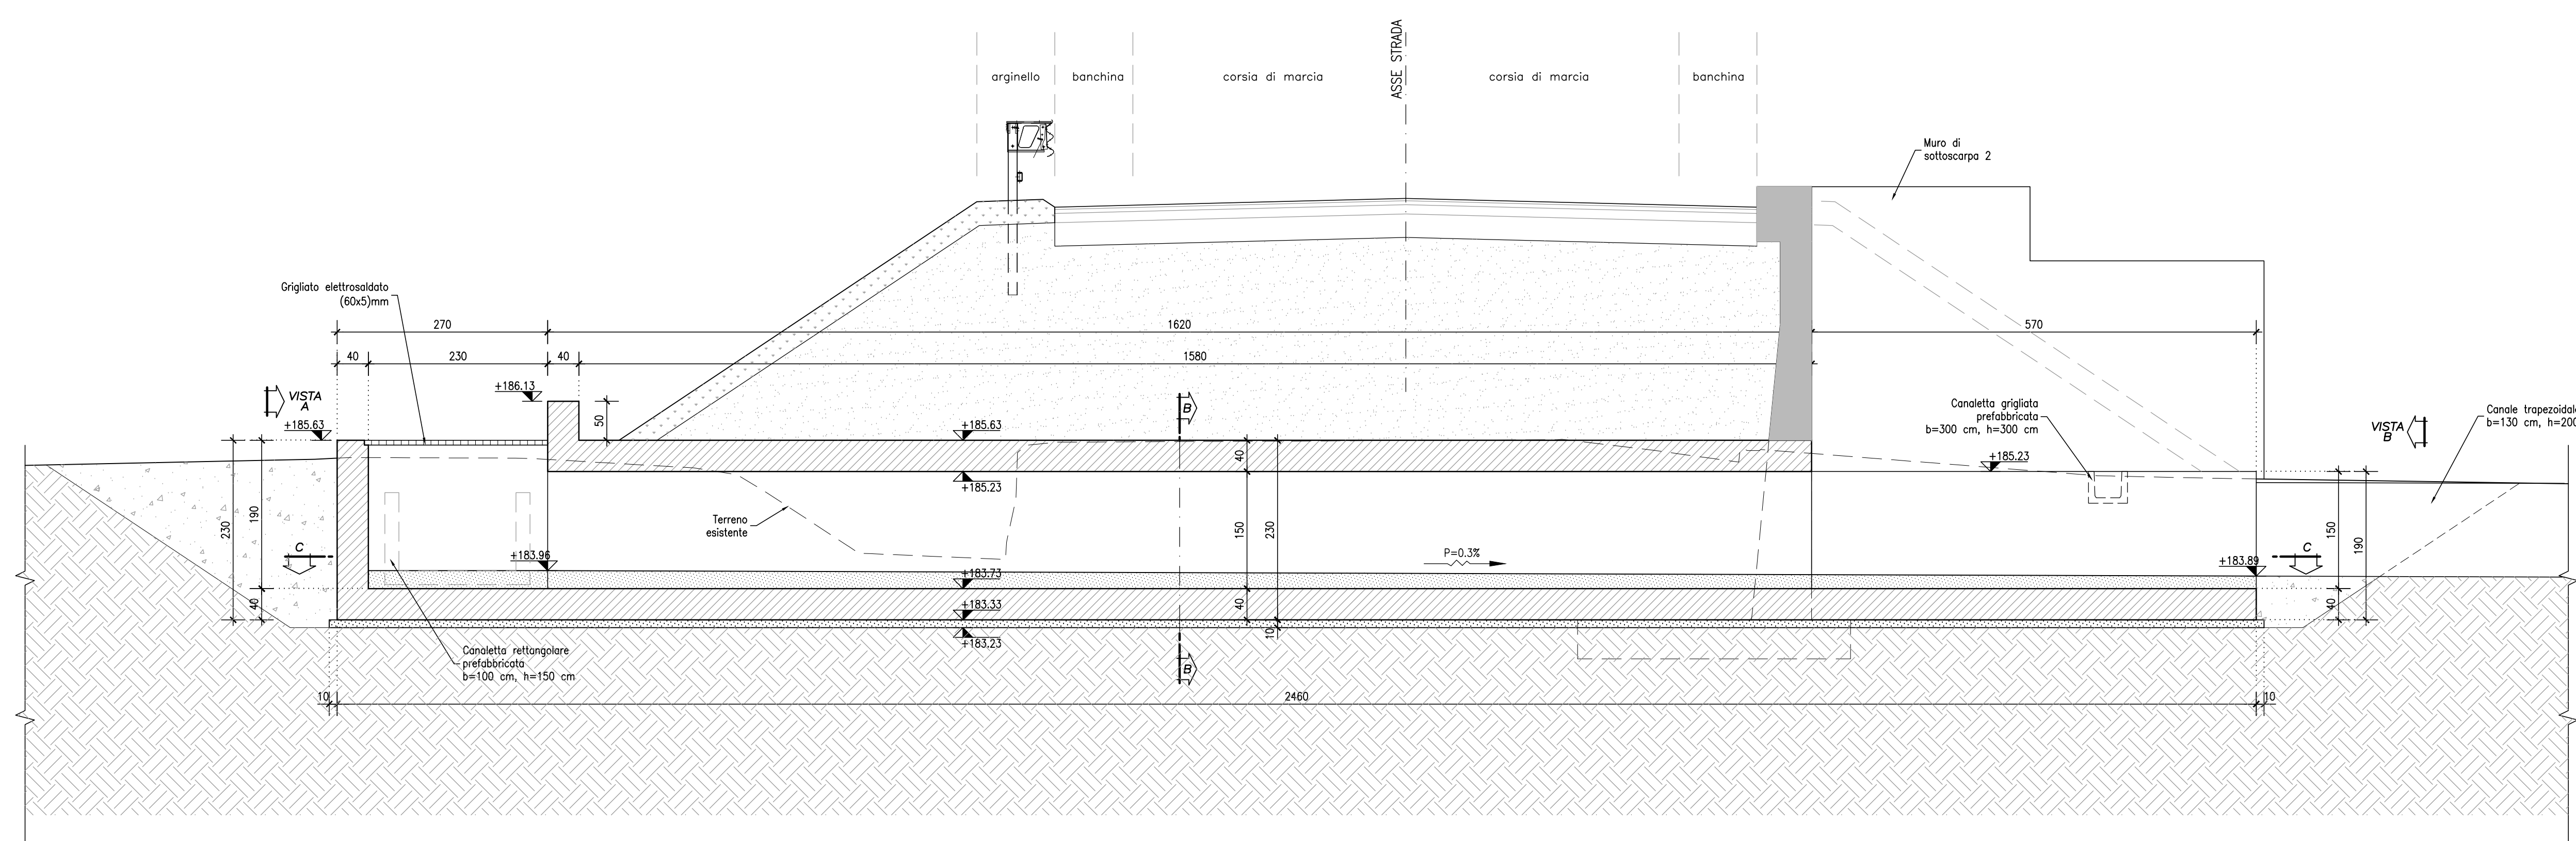 ASSE STRADA
arginello
banchina
corsia di marcia
corsia di marcia
banchina
Muro di
sottoscarpa 2
Grigliato elettrosaldato
(60x5)mm
270
1620
570
40
230
40
1580
VISTA
A
+186.13
50
B
+185.63
+185.63
Canaletta grigliata
prefabbricata
b=300 cm, h=300 cm
Canale trapezoidale
b=130 cm, h=200
VISTA
B
+185.23
+185.23
40
230
190
Terreno
esistente
150
230
150
190
C
+183.96
P=0.3%
C
+183.89
+183.73
40
+183.33
40
40
+183.23
10
Canaletta rettangolare
prefabbricata
b=100 cm, h=150 cm
B
10
2460
10